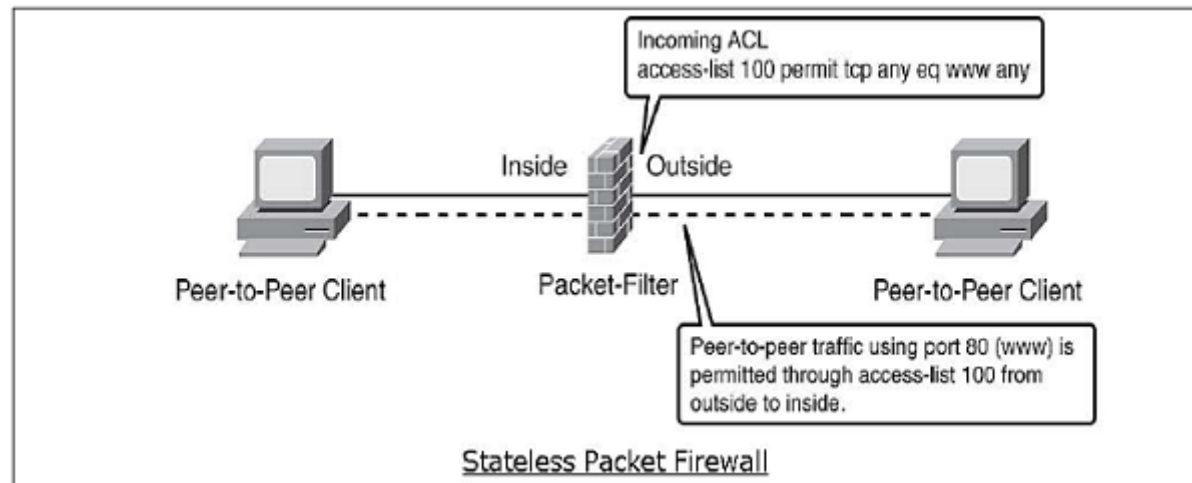 Incoming ACL
access-list 100 permit tcp any eq www any
Inside
Outside
Peer-to-Peer Client
Packet-Filter
Peer-to-Peer Client
Peer-to-peer traffic using port 80 (www) is
permitted through access-list 100 from
outside to inside.
Stateless Packet Firewall